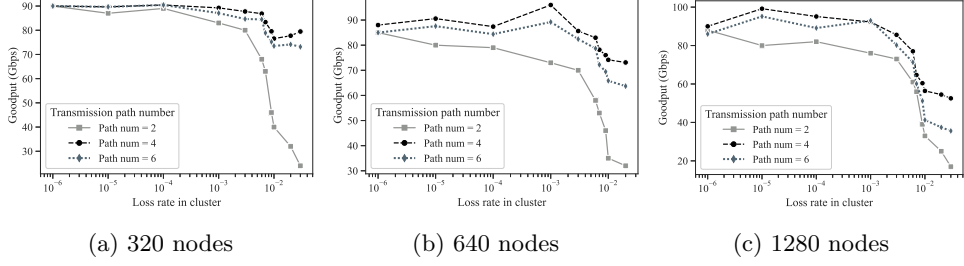 90
80
70
60
50
40
30
Goodput (Gbps)
Transmission path number
Path num = 2
Path num = 4
Path num = 6
10⁻⁶ 10⁻⁵ 10⁻⁴ 10⁻³ 10⁻²
Loss rate in cluster
(a) 320 nodes
90
80
70
60
50
40
30
Goodput (Gbps)
Transmission path number
Path num = 2
Path num = 4
Path num = 6
10⁻⁶ 10⁻⁵ 10⁻⁴ 10⁻³ 10⁻²
Loss rate in cluster
(b) 640 nodes
100
80
60
40
20
Goodput (Gbps)
Transmission path number
Path num = 2
Path num = 4
Path num = 6
10⁻⁶ 10⁻⁵ 10⁻⁴ 10⁻³ 10⁻²
Loss rate in cluster
(c) 1280 nodes